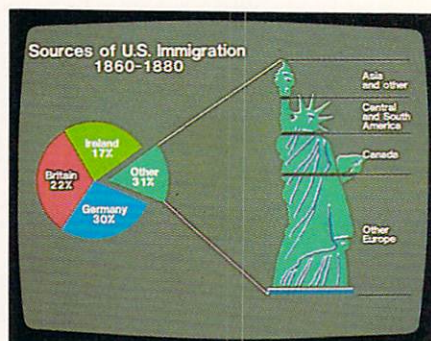 Sources of U.S. Immigration
1860-1880
Ireland
17%
Britain
22%
Other
31%
Germany
30%
Asia
and other
Central
and South
America
Canada
Other
Europe